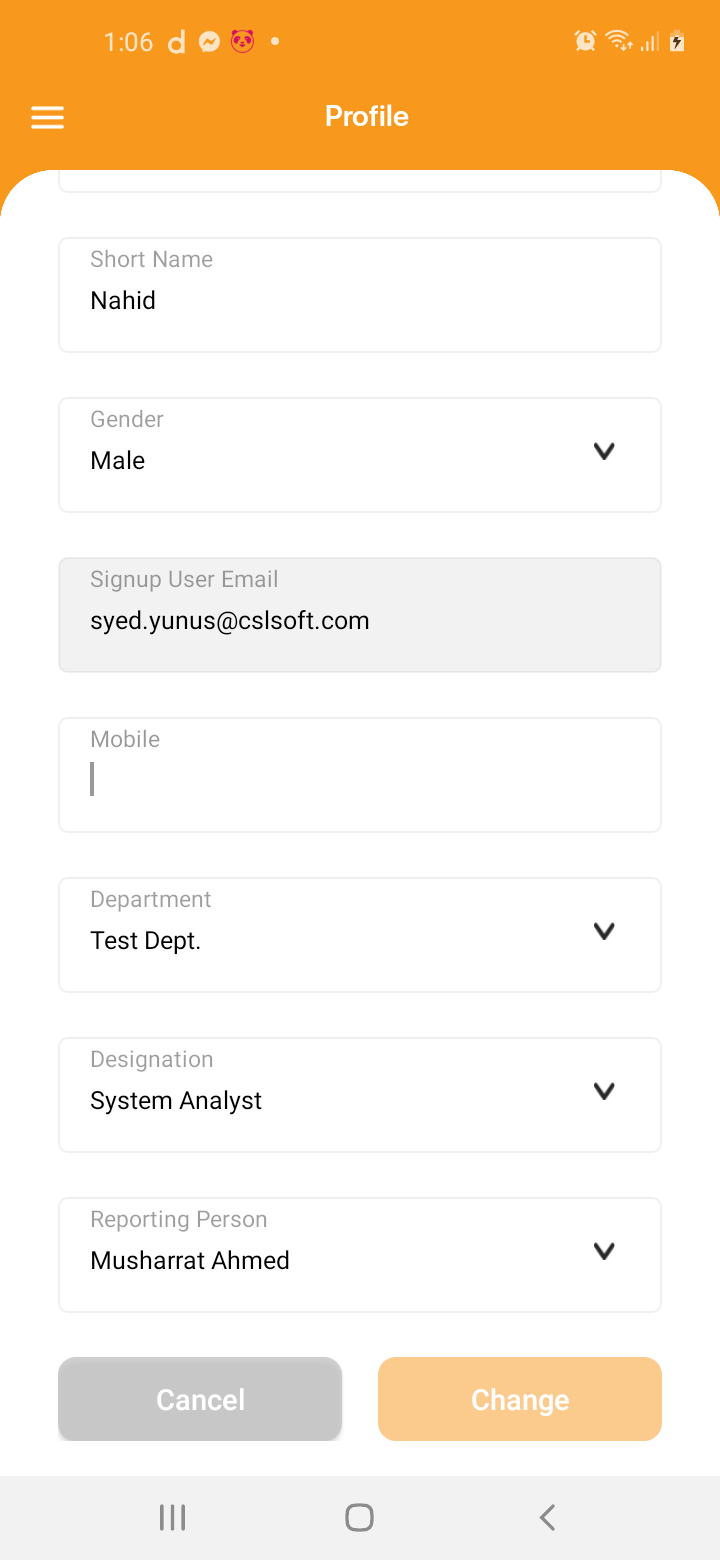 1:06
Profile
Short Name
Nahid
Gender
Male
Signup User Email
syed.yunus@cslsoft.com
Mobile
Department
Test Dept.
Designation
System Analyst
Reporting Person
Musharrat Ahmed
Cancel
Change